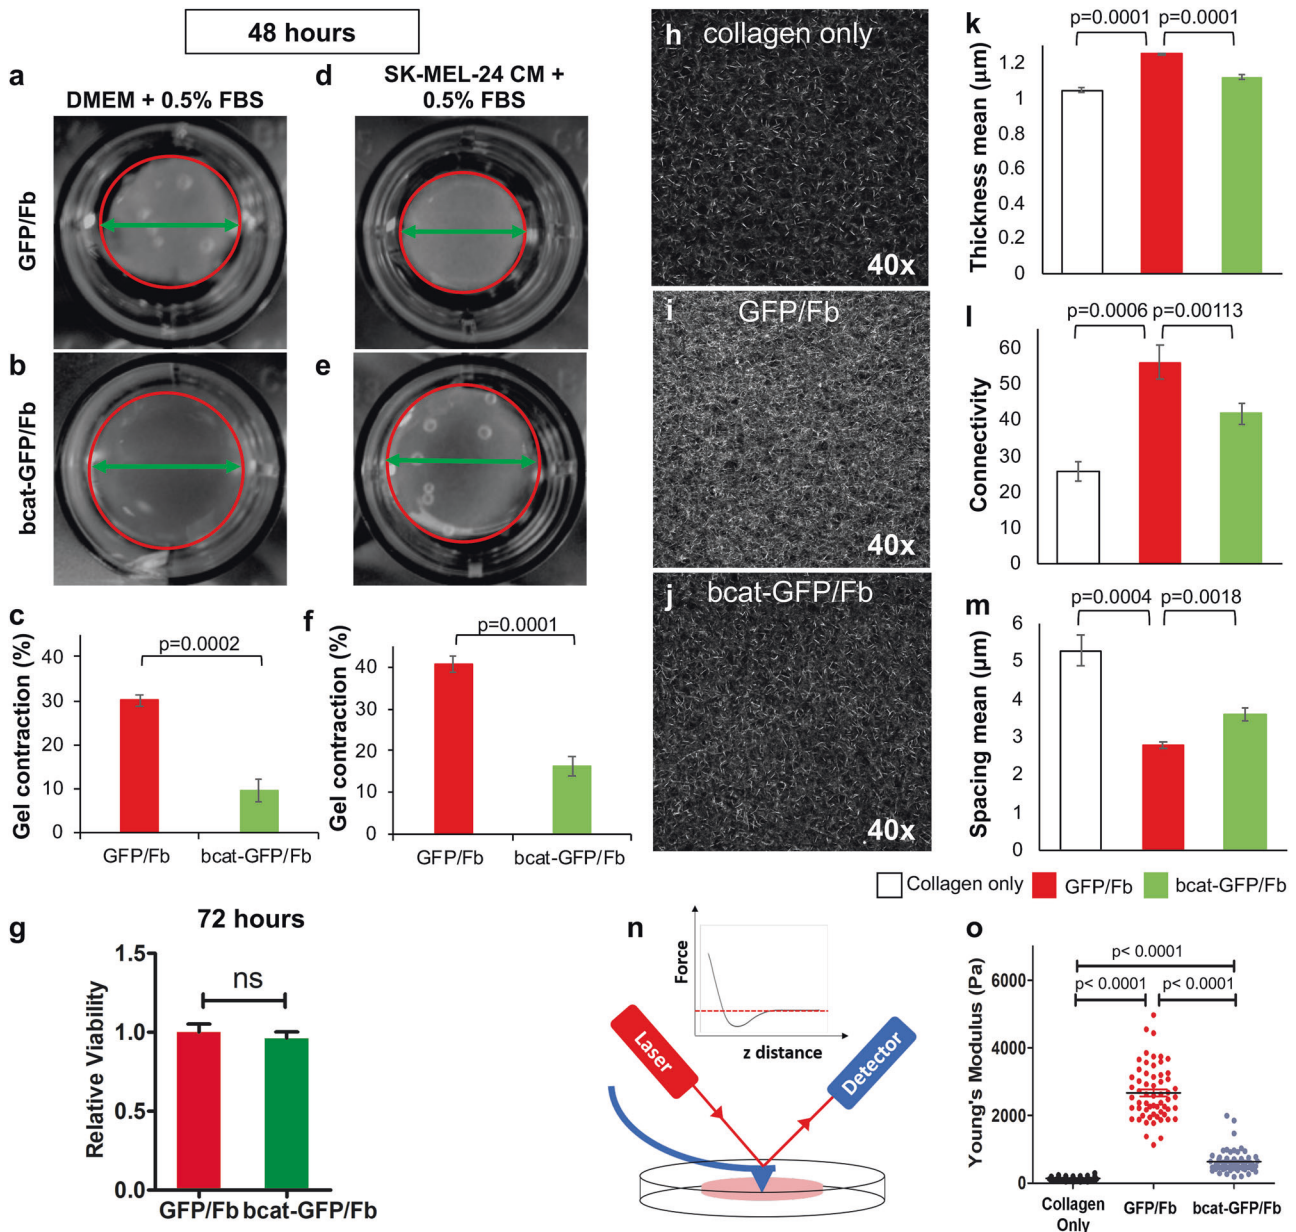 48 hours
a
DMEM + 0.5% FBS
d
SK-MEL-24 CM +
0.5% FBS
GFP/Fb
b
e
bcat-GFP/Fb
c
Gel contraction (%)
40
30
20
10
0
p=0.0002
GFP/Fb
bcat-GFP/Fb
f
Gel contraction (%)
40
30
20
10
0
p=0.0001
GFP/Fb
bcat-GFP/Fb
g
72 hours
Relative Viability
1.5
1.0
0.5
0.0
ns
GFP/Fb
bcat-GFP/Fb
h
collagen only
40x
i
GFP/Fb
40x
j
bcat-GFP/Fb
40x
k
p=0.0001
p=0.0001
Thickness mean (µm)
1.2
1
0.8
0.6
0.4
0.2
0
l
p=0.0006
p=0.00113
Connectivity
60
50
40
30
20
10
0
m
p=0.0004
p=0.0018
Spacing mean (µm)
6
5
4
3
2
1
0
Collagen only
GFP/Fb
bcat-GFP/Fb
n
Force
z distance
Laser
Detector
o
Young's Modulus (Pa)
6000
4000
2000
0
p< 0.0001
p< 0.0001
p< 0.0001
Collagen
Only
GFP/Fb
bcat-GFP/Fb